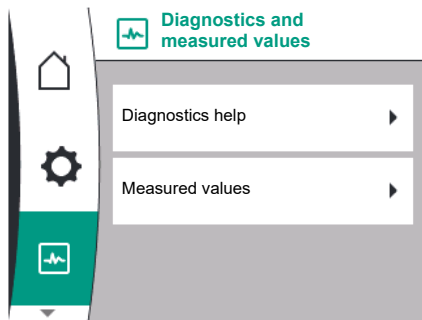 Diagnostics and
measured values
Diagnostics help
Measured values